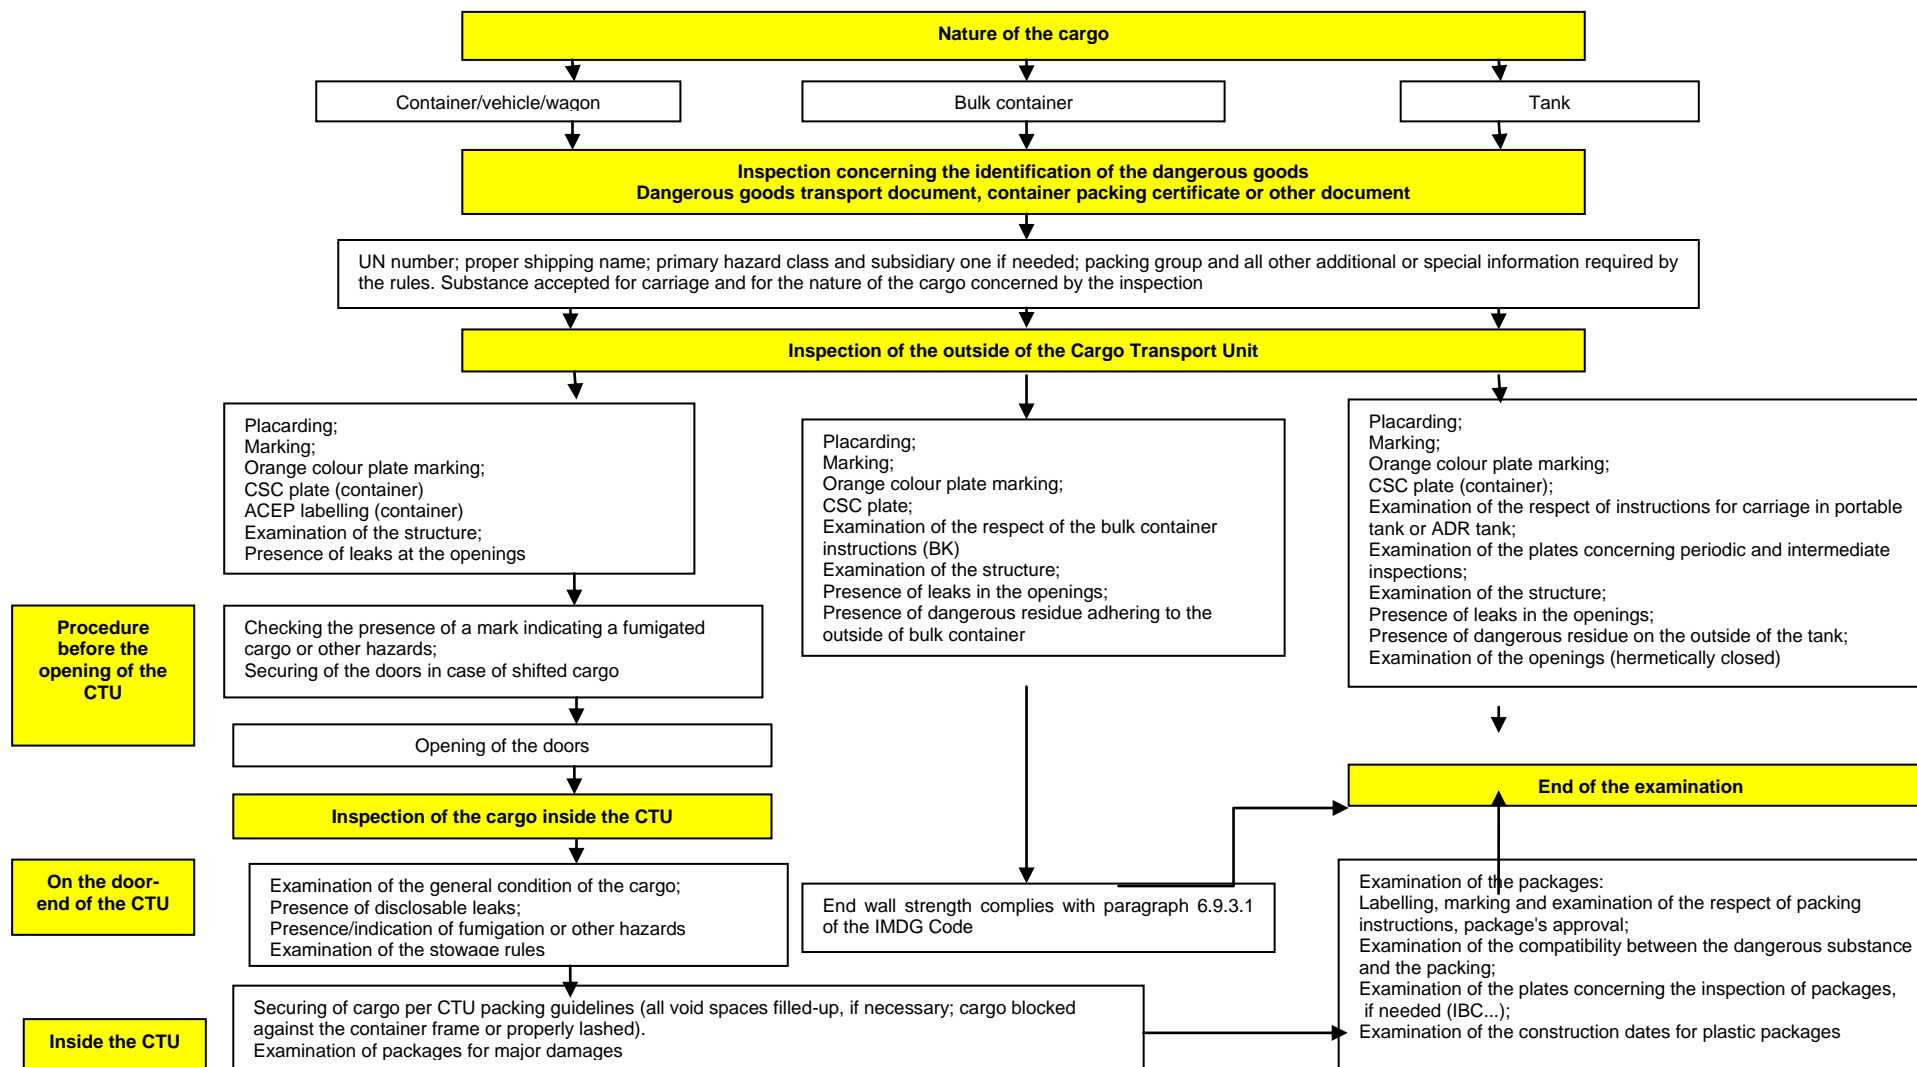 Nature of the cargo
Container/vehicle/wagon
Bulk container
Tank
Inspection concerning the identification of the dangerous goods
Dangerous goods transport document, container packing certificate or other document
UN number; proper shipping name; primary hazard class and subsidiary one if needed; packing group and all other additional or special information required by
the rules. Substance accepted for carriage and for the nature of the cargo concerned by the inspection
Inspection of the outside of the Cargo Transport Unit
Placarding;
Marking;
Orange colour plate marking;
CSC plate (container)
ACEP labelling (container)
Examination of the structure;
Presence of leaks at the openings
Placarding;
Marking;
Orange colour plate marking;
CSC plate;
Examination of the respect of the bulk container
instructions (BK)
Examination of the structure;
Presence of leaks in the openings;
Presence of dangerous residue adhering to the
outside of bulk container
Placarding;
Marking;
Orange colour plate marking;
CSC plate (container);
Examination of the respect of instructions for carriage in portable
tank or ADR tank;
Examination of the plates concerning periodic and intermediate
inspections;
Examination of the structure;
Presence of leaks in the openings;
Presence of dangerous residue on the outside of the tank;
Examination of the openings (hermetically closed)
Procedure
before the
opening of the
CTU
Checking the presence of a mark indicating a fumigated
cargo or other hazards;
Securing of the doors in case of shifted cargo
Opening of the doors
End of the examination
Inspection of the cargo inside the CTU
On the door-
end of the CTU
Examination of the general condition of the cargo;
Presence of disclosable leaks;
Presence/indication of fumigation or other hazards
Examination of the stowage rules
End wall strength complies with paragraph 6.9.3.1
of the IMDG Code
Examination of the packages:
Labelling, marking and examination of the respect of packing
instructions, package's approval;
Examination of the compatibility between the dangerous substance
and the packing;
Examination of the plates concerning the inspection of packages,
if needed (IBC...);
Examination of the construction dates for plastic packages
Inside the CTU
Securing of cargo per CTU packing guidelines (all void spaces filled-up, if necessary; cargo blocked
against the container frame or properly lashed).
Examination of packages for major damages